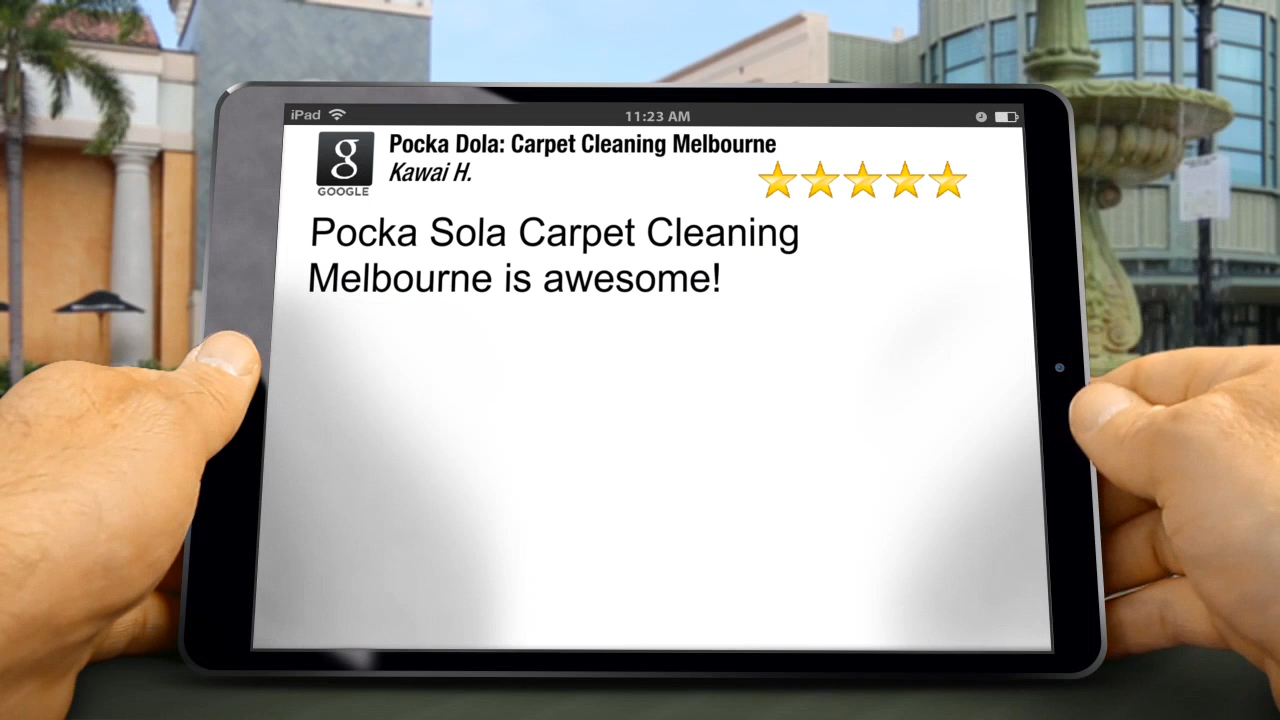 iPad 11:23 AM
g
GOOGLE
Pocka Dola: Carpet Cleaning Melbourne
Kawai H.
Pocka Sola Carpet Cleaning
Melbourne is awesome!